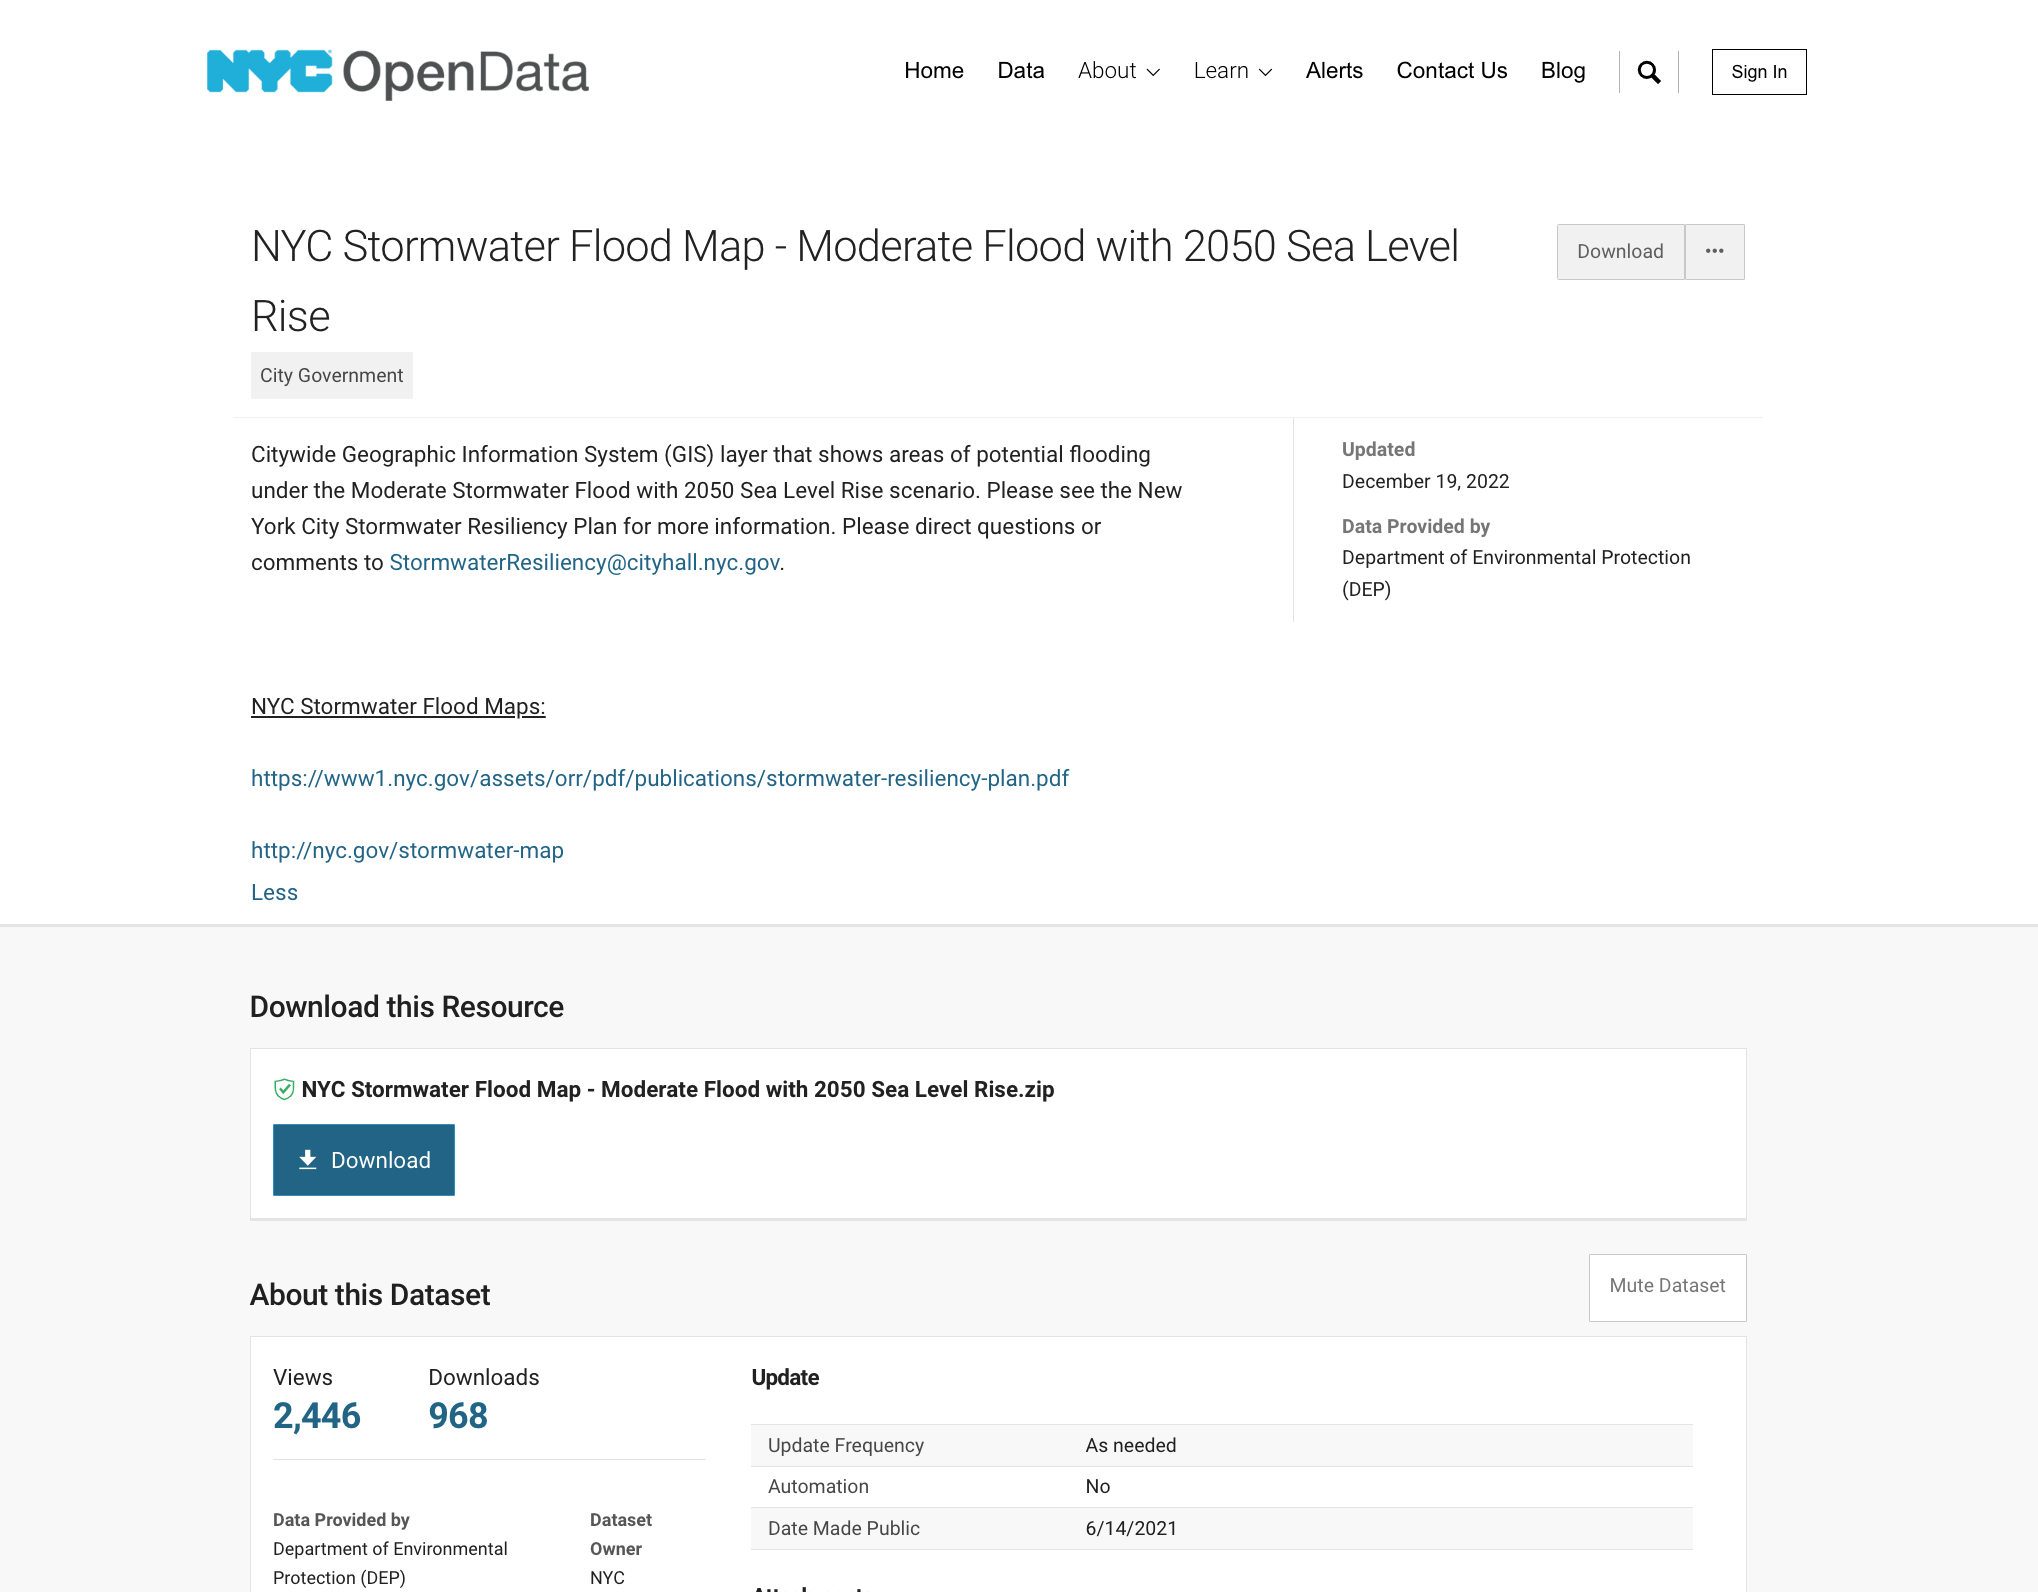 NYC OpenData
Home Data About Learn Alerts Contact Us Blog Sign In
NYC Stormwater Flood Map - Moderate Flood with 2050 Sea Level
Rise
Download
City Government
Citywide Geographic Information System (GIS) layer that shows areas of potential flooding
under the Moderate Stormwater Flood with 2050 Sea Level Rise scenario. Please see the New
York City Stormwater Resiliency Plan for more information. Please direct questions or
comments to StormwaterResiliency@cityhall.nyc.gov.
Updated
December 19, 2022
Data Provided by
Department of Environmental Protection
(DEP)
NYC Stormwater Flood Maps:
https://www1.nyc.gov/assets/orr/pdf/publications/stormwater-resiliency-plan.pdf
http://nyc.gov/stormwater-map
Less
Download this Resource
NYC Stormwater Flood Map - Moderate Flood with 2050 Sea Level Rise.zip
Download
About this Dataset
Mute Dataset
Views Downloads
2,446 968
Data Provided by
Department of Environmental
Protection (DEP)
Dataset
Owner
NYC
Update
Update Frequency As needed
Automation No
Date Made Public 6/14/2021